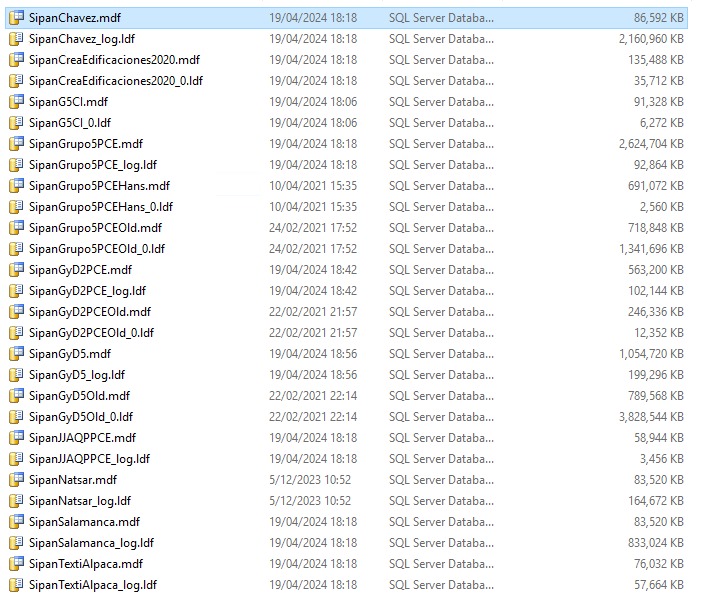 SipanChavez.mdf 19/04/2024 18:18 SQL Server Databa... 86,592 KB
SipanChavez_log.ldf 19/04/2024 18:18 SQL Server Databa... 2,160,960 KB
SipanCreaEdificaciones2020.mdf 19/04/2024 18:18 SQL Server Databa... 135,488 KB
SipanCreaEdificaciones2020_0.ldf 19/04/2024 18:18 SQL Server Databa... 35,712 KB
SipanG5CI.mdf 19/04/2024 18:06 SQL Server Databa... 91,328 KB
SipanG5CI_0.ldf 19/04/2024 18:06 SQL Server Databa... 6,272 KB
SipanGrupo5PCE.mdf 19/04/2024 18:18 SQL Server Databa... 2,624,704 KB
SipanGrupo5PCE_log.ldf 19/04/2024 18:18 SQL Server Databa... 92,864 KB
SipanGrupo5PCEHans.mdf 10/04/2021 15:35 SQL Server Databa... 691,072 KB
SipanGrupo5PCEHans_0.ldf 10/04/2021 15:35 SQL Server Databa... 2,560 KB
SipanGrupo5PCEOld.mdf 24/02/2021 17:52 SQL Server Databa... 718,848 KB
SipanGrupo5PCEOld_0.ldf 24/02/2021 17:52 SQL Server Databa... 1,341,696 KB
SipanGyD2PCE.mdf 19/04/2024 18:42 SQL Server Databa... 563,200 KB
SipanGyD2PCE_log.ldf 19/04/2024 18:42 SQL Server Databa... 102,144 KB
SipanGyD2PCEOld.mdf 22/02/2021 21:57 SQL Server Databa... 246,336 KB
SipanGyD2PCEOld_0.ldf 22/02/2021 21:57 SQL Server Databa... 12,352 KB
SipanGyD5.mdf 19/04/2024 18:56 SQL Server Databa... 1,054,720 KB
SipanGyD5_log.ldf 19/04/2024 18:56 SQL Server Databa... 199,296 KB
SipanGyD5Old.mdf 22/02/2021 22:14 SQL Server Databa... 789,568 KB
SipanGyD5Old_0.ldf 22/02/2021 22:14 SQL Server Databa... 3,828,544 KB
SipanJJAQPPCE.mdf 19/04/2024 18:18 SQL Server Databa... 58,944 KB
SipanJJAQPPCE_log.ldf 19/04/2024 18:18 SQL Server Databa... 3,456 KB
SipanNatsar.mdf 5/12/2023 10:52 SQL Server Databa... 83,520 KB
SipanNatsar_log.ldf 5/12/2023 10:52 SQL Server Databa... 164,672 KB
SipanSalamanca.mdf 19/04/2024 18:18 SQL Server Databa... 83,520 KB
SipanSalamanca_log.ldf 19/04/2024 18:18 SQL Server Databa... 833,024 KB
SipanTextiAlpaca.mdf 19/04/2024 18:18 SQL Server Databa... 76,032 KB
SipanTextiAlpaca_log.ldf 19/04/2024 18:18 SQL Server Databa... 57,664 KB